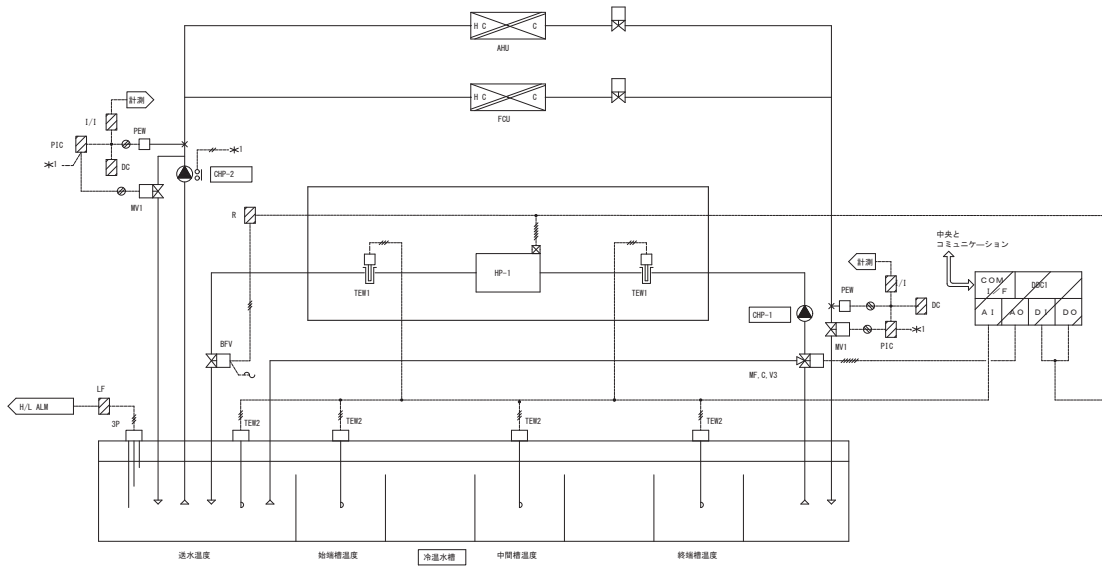 H C
C
AHU
H C
C
FCU
計測
I/I
PEW
PIC
*1
DC
*1
CHP-2
MV1
R
TEW1
HP-1
TEW1
中央と
コミュニケーション
計測
I/I
PEW
DC
CHP-1
*1
MV1
PIC
COM
I/F
DDC1
AI
AO
DI
DO
BFV
MF,C,V3
LF
H/L ALM
3P
TEW2
TEW2
TEW2
TEW2
送水温度
始端槽温度
冷温水槽
中間槽温度
終端槽温度